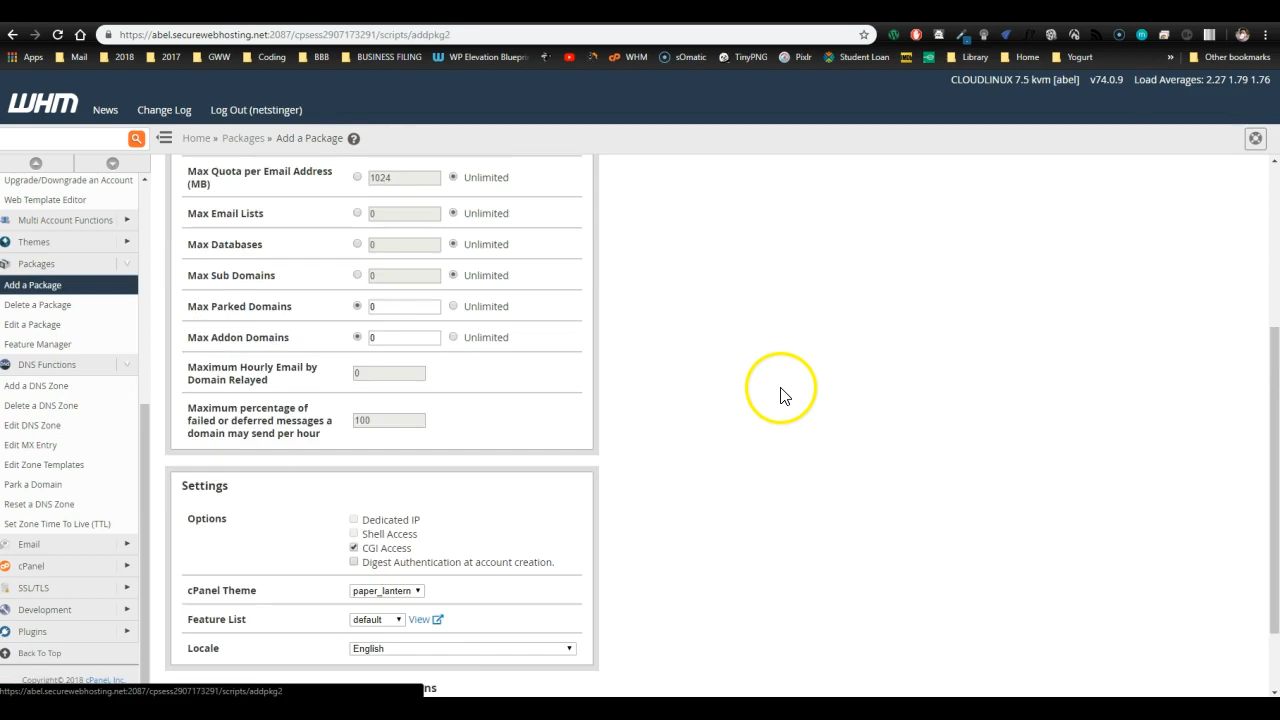 https://abel.securewebhosting.net:2087/cpsess2907173291/scripts/addpkg2
Apps Mail 2018 2017 GWW Coding BBB BUSINESS FILING WP Elevation Bluepri WHM sOmatic TinyPNG Pixlr Student Loan Library Home Yogurt » Other bookmarks
CLOUDLINUX 7.5 kvm [abel] v74.0.9 Load Averages: 2.27 1.79 1.76
WHM News Change Log Log Out (netstinger)
Home » Packages » Add a Package
Upgrade/Downgrade an Account
Web Template Editor
Multi Account Functions
Themes
Packages
Add a Package
Delete a Package
Edit a Package
Feature Manager
DNS Functions
Add a DNS Zone
Delete a DNS Zone
Edit DNS Zone
Edit MX Entry
Edit Zone Templates
Park a Domain
Reset a DNS Zone
Set Zone Time To Live (TTL)
Email
cPanel
SSL/TLS
Development
Plugins
Back To Top
Copyright© 2018 cPanel, Inc.
Max Quota per Email Address
(MB)
1024 Unlimited
Max Email Lists 0 Unlimited
Max Databases 0 Unlimited
Max Sub Domains 0 Unlimited
Max Parked Domains 0 Unlimited
Max Addon Domains 0 Unlimited
Maximum Hourly Email by
Domain Relayed
0
Maximum percentage of
failed or deferred messages a
domain may send per hour
100
Settings
Options
Dedicated IP
Shell Access
CGI Access
Digest Authentication at account creation.
cPanel Theme paper_lantern
Feature List default View
Locale English
https://abel.securewebhosting.net:2087/cpsess2907173291/scripts/addpkg2